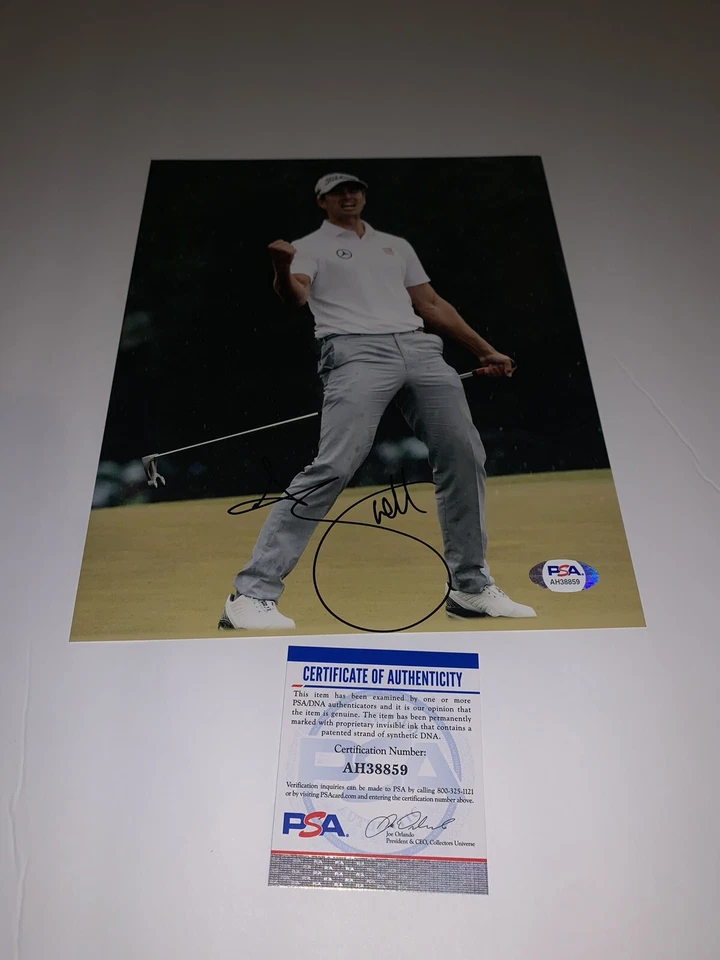 Titleist
A Scott
PSA
AH38859
CERTIFICATE OF AUTHENTICITY
This item has been examined by one or more
PSA/DNA authenticators and it is our opinion that
the item is genuine. The item has been permanently
marked with proprietary invisible ink that contains a
patented strand of synthetic DNA.
Certification Number:
AH38859
Verification inquiries can be made to PSA by calling 800-325-1121
or by visiting PSAcard.com and entering the certification number above.
PSA.
Joe Orlando
Joe Orlando
President & CEO, Collectors Universe